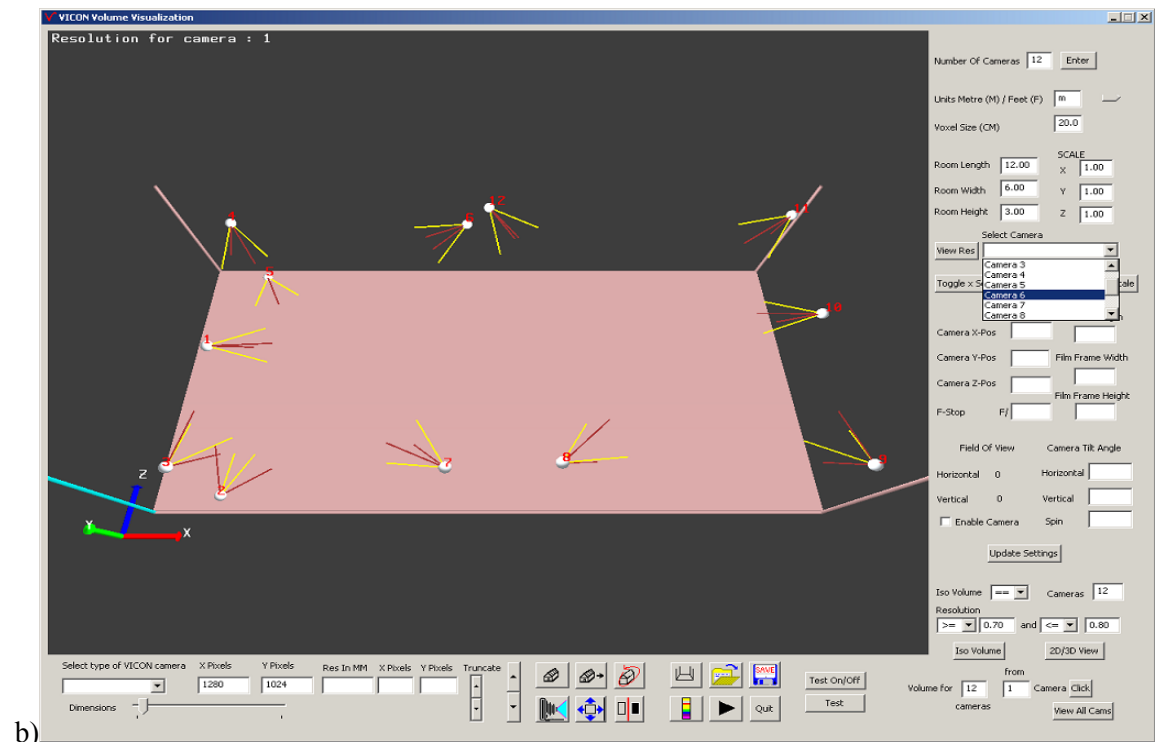 VICON Volume Visualization
Resolution for camera : 1
Number Of Cameras 12 Enter
Units Metre (M) / Feet (F) m
Voxel Size (CM) 20.0
SCALE
Room Length 12.00 X 1.00
Room Width 6.00 Y 1.00
Room Height 3.00 Z 1.00
Select Camera
View Res
Camera 3
Camera 4
Toggle x Camera 5
Camera 6
Camera 7
Camera 8
Camera X-Pos
Camera Y-Pos Film Frame Width
Camera Z-Pos
Film Frame Height
F-Stop F/
Field Of View Camera Tilt Angle
Horizontal 0 Horizontal
Vertical 0 Vertical
Enable Camera Spin
Update Settings
Iso Volume == Cameras 12
Resolution
>= 0.70 and <= 0.80
Iso Volume 2D/3D View
from
Volume for 12 1 Camera Click
cameras View All Cams
4 6 12 11
5
1 10
3 2 7 8 9
Z
Y X
Select type of VICON camera X Pixels Y Pixels Res In MM X Pixels Y Pixels Truncate
1280 1024
Dimensions
SAVE
Quit
Test On/Off
Test
b)